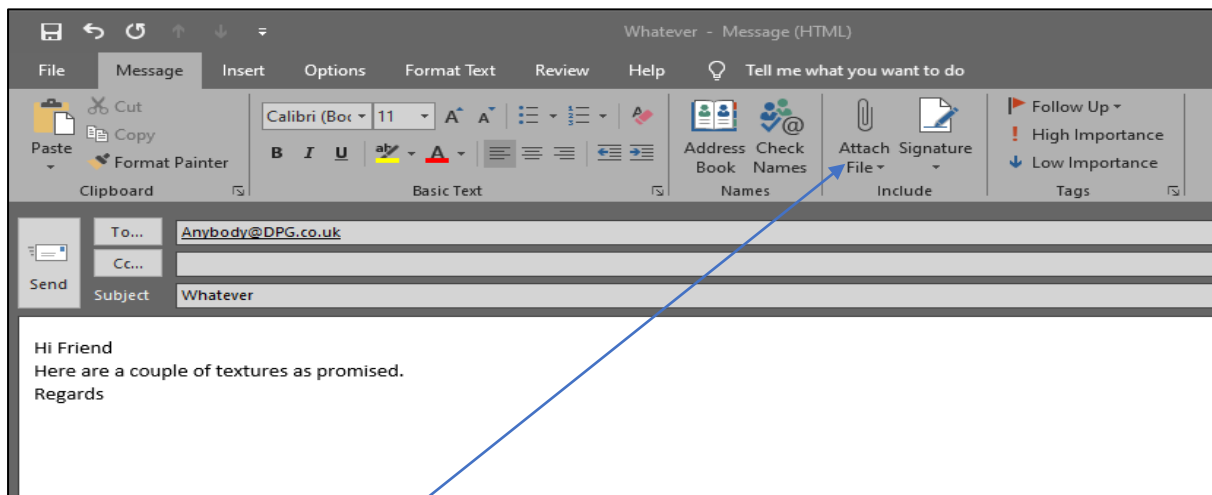 Whatever - Message (HTML)
File Message Insert Options Format Text Review Help Tell me what you want to do
Paste
Cut
Copy
Format Painter
Clipboard
Calibri (Boc 11
B I U
Basic Text
Address Book
Check Names
Names
Attach File
Signature
Include
Follow Up
High Importance
Low Importance
Tags
Send
To... Anybody@DPG.co.uk
Cc...
Subject Whatever
Hi Friend
Here are a couple of textures as promised.
Regards